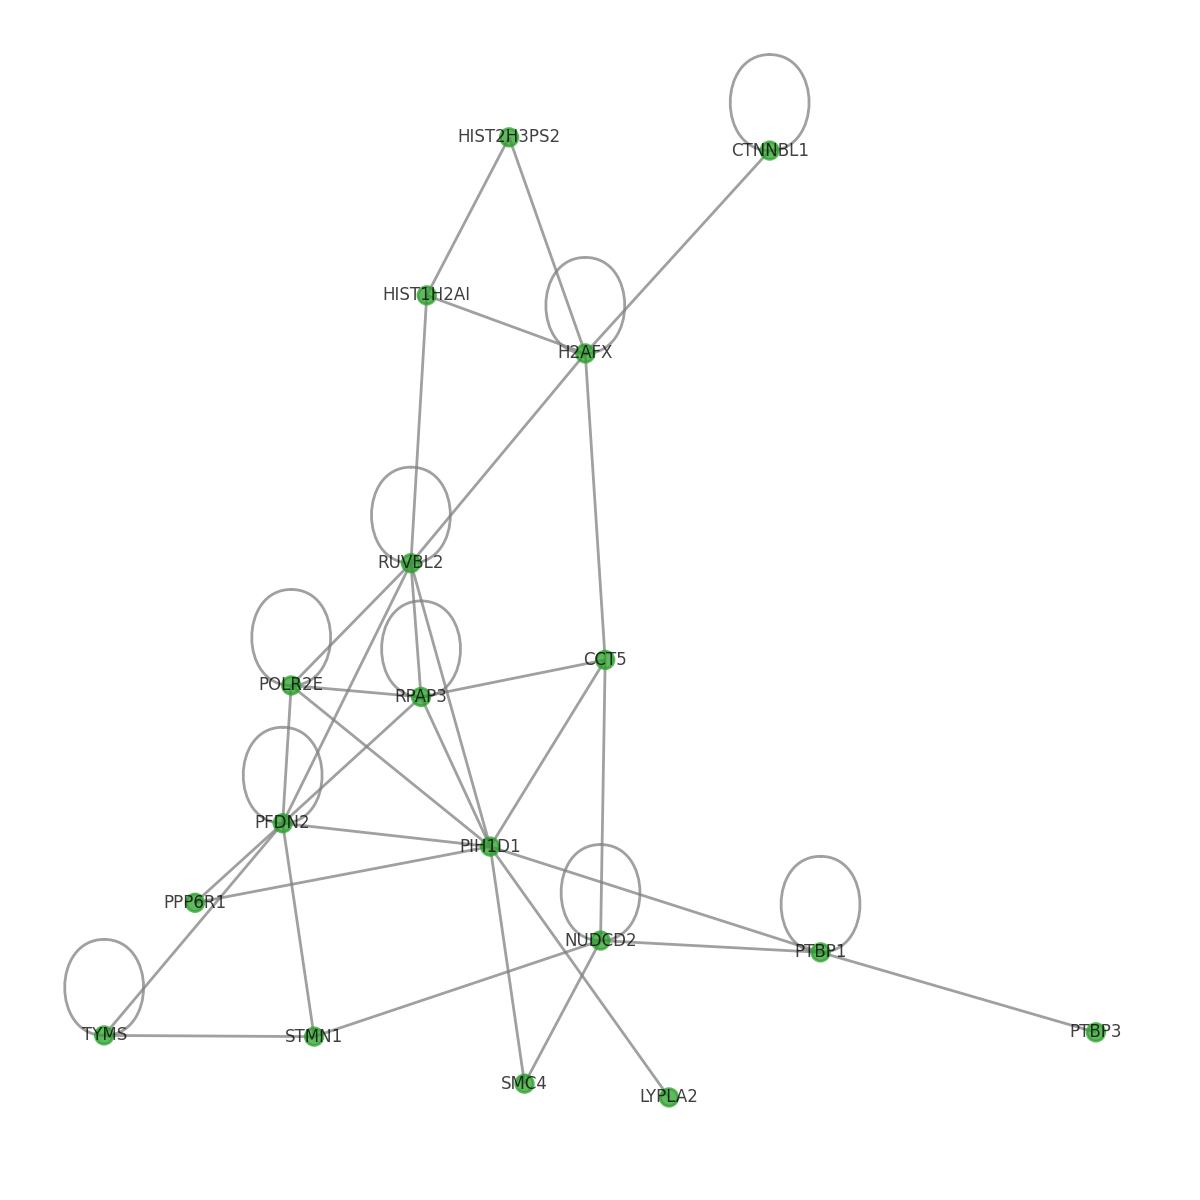 HIST2H3PS2
CTNNBL1
HIST1H2AI
H2AFX
RUVBL2
CCT5
POLR2E
RPAP3
PFDN2
PIH1D1
PPP6R1
NUDCD2
PTBP1
TYMS
STMN1
PTBP3
SMC4
LYPLA2